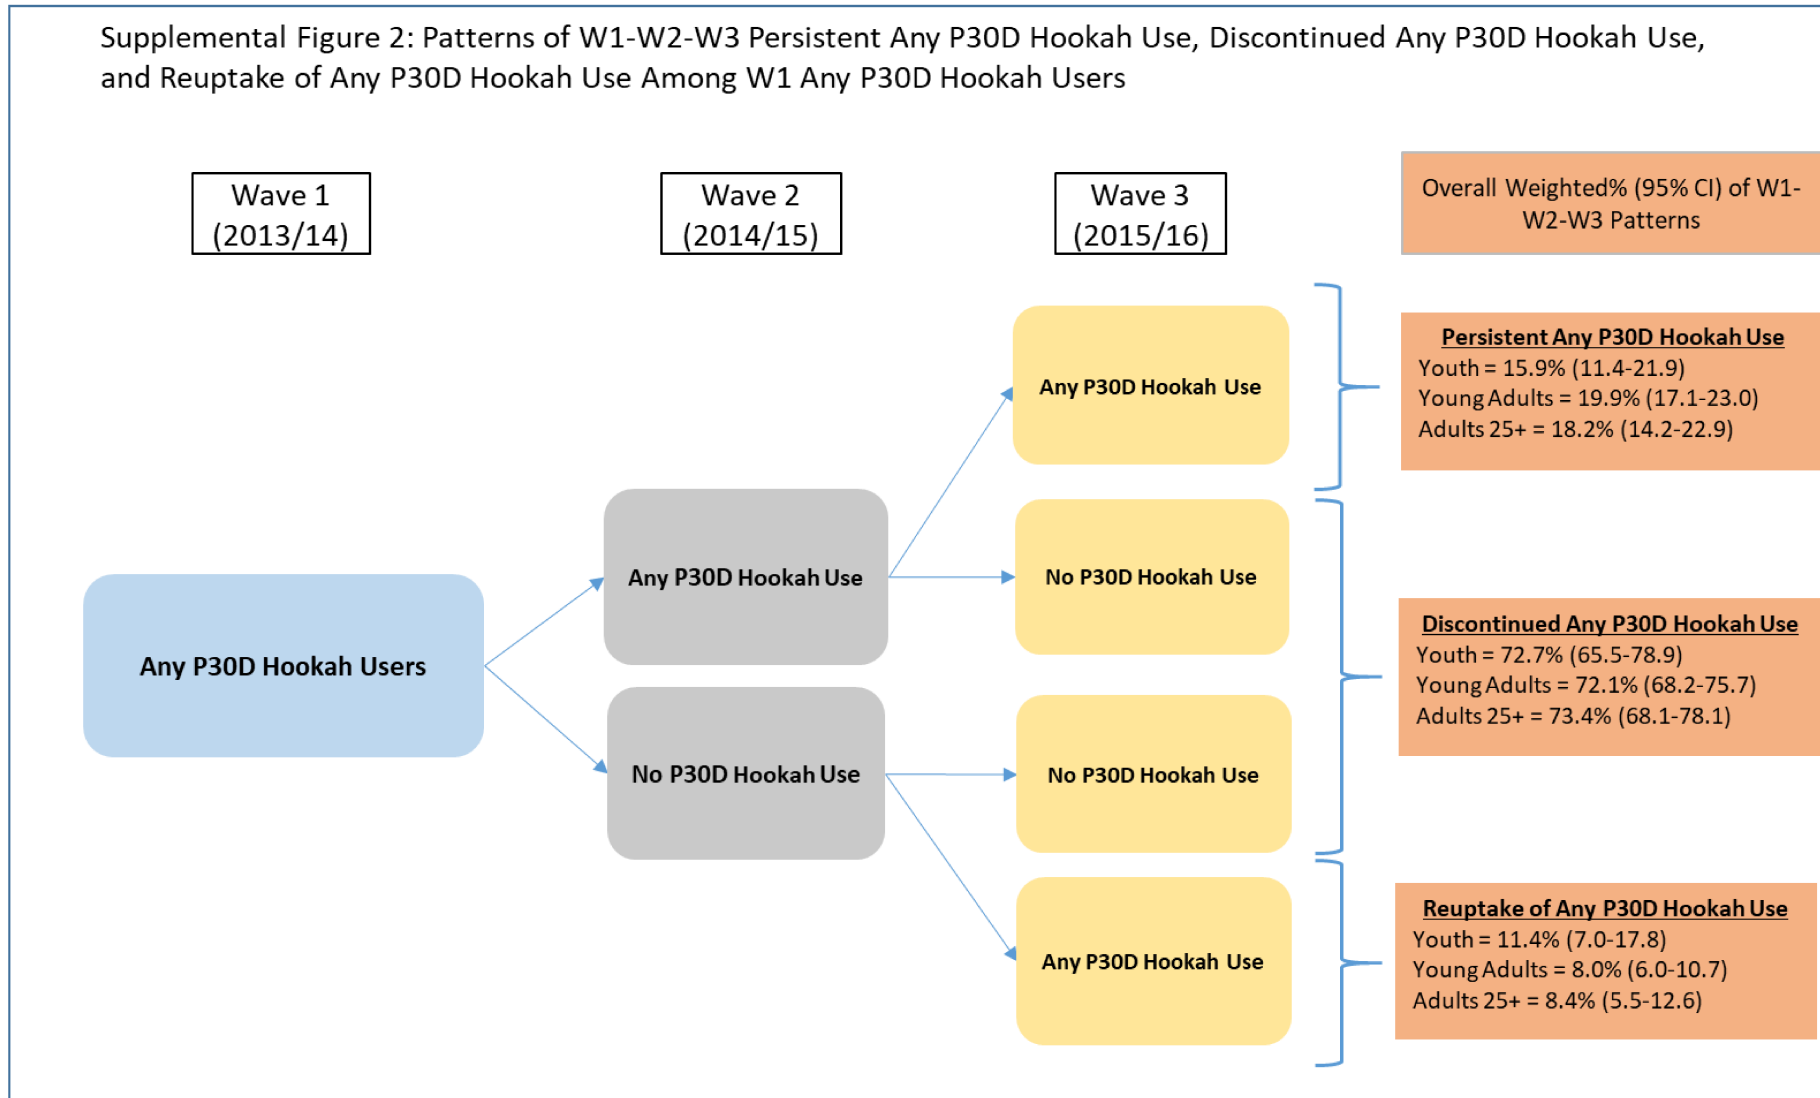 Supplemental Figure 2: Patterns of W1-W2-W3 Persistent Any P30D Hookah Use, Discontinued Any P30D Hookah Use,
and Reuptake of Any P30D Hookah Use Among W1 Any P30D Hookah Users
Wave 1
(2013/14)
Wave 2
(2014/15)
Wave 3
(2015/16)
Overall Weighted% (95% CI) of W1-
W2-W3 Patterns
Any P30D Hookah Users
Any P30D Hookah Use
No P30D Hookah Use
Any P30D Hookah Use
No P30D Hookah Use
No P30D Hookah Use
Any P30D Hookah Use
Persistent Any P30D Hookah Use
Youth = 15.9% (11.4-21.9)
Young Adults = 19.9% (17.1-23.0)
Adults 25+ = 18.2% (14.2-22.9)
Discontinued Any P30D Hookah Use
Youth = 72.7% (65.5-78.9)
Young Adults = 72.1% (68.2-75.7)
Adults 25+ = 73.4% (68.1-78.1)
Reuptake of Any P30D Hookah Use
Youth = 11.4% (7.0-17.8)
Young Adults = 8.0% (6.0-10.7)
Adults 25+ = 8.4% (5.5-12.6)